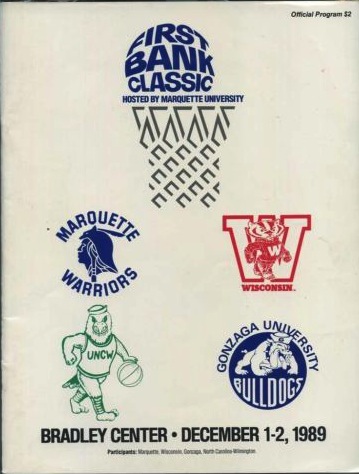 Official Program $2
FIRST
BANK
CLASSIC
HOSTED BY MARQUETTE UNIVERSITY
MARQUETTE
WARRIORS
W
WISCONSIN.
UNCW
GONZAGA UNIVERSITY
BULLDOGS
BRADLEY CENTER • DECEMBER 1-2, 1989
Participants: Marquette, Wisconsin, Gonzaga, North Carolina-Wilmington